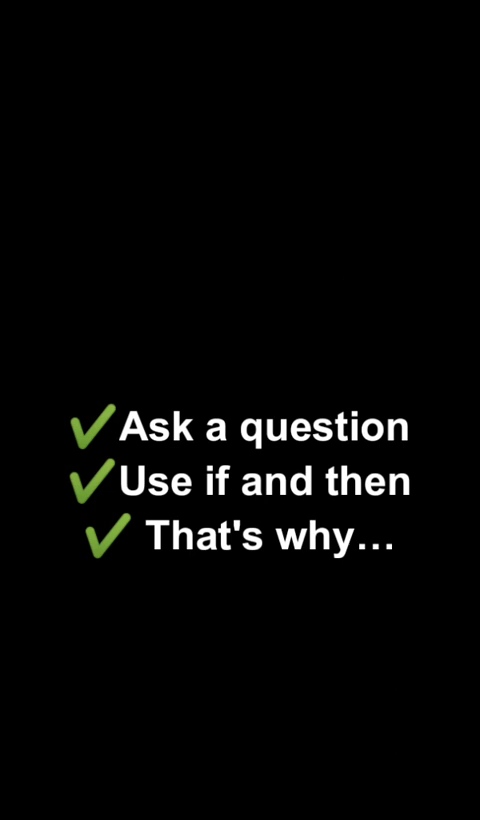 ✔Ask a question
✔Use if and then
✔ That's why…